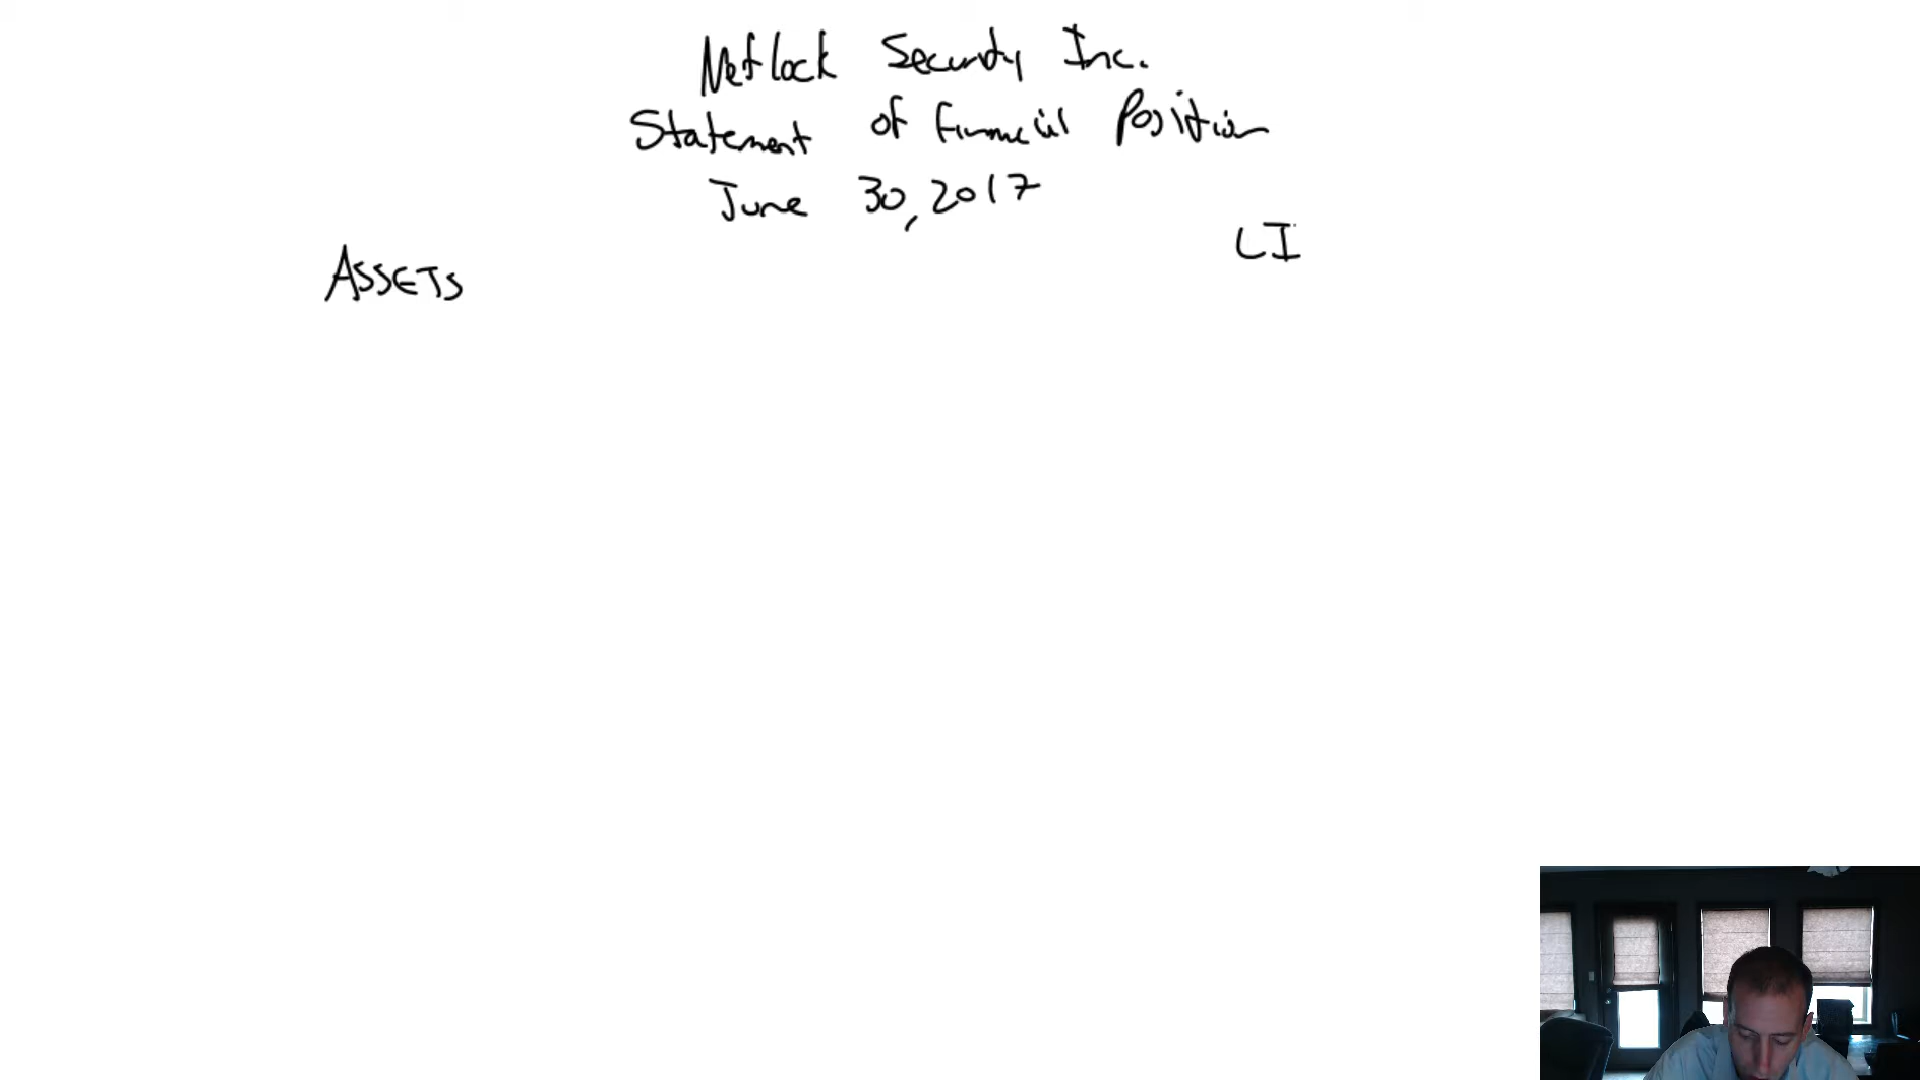 Netlock Security Inc.
Statement of Financial Position
June 30, 2017
ASSETS
LI